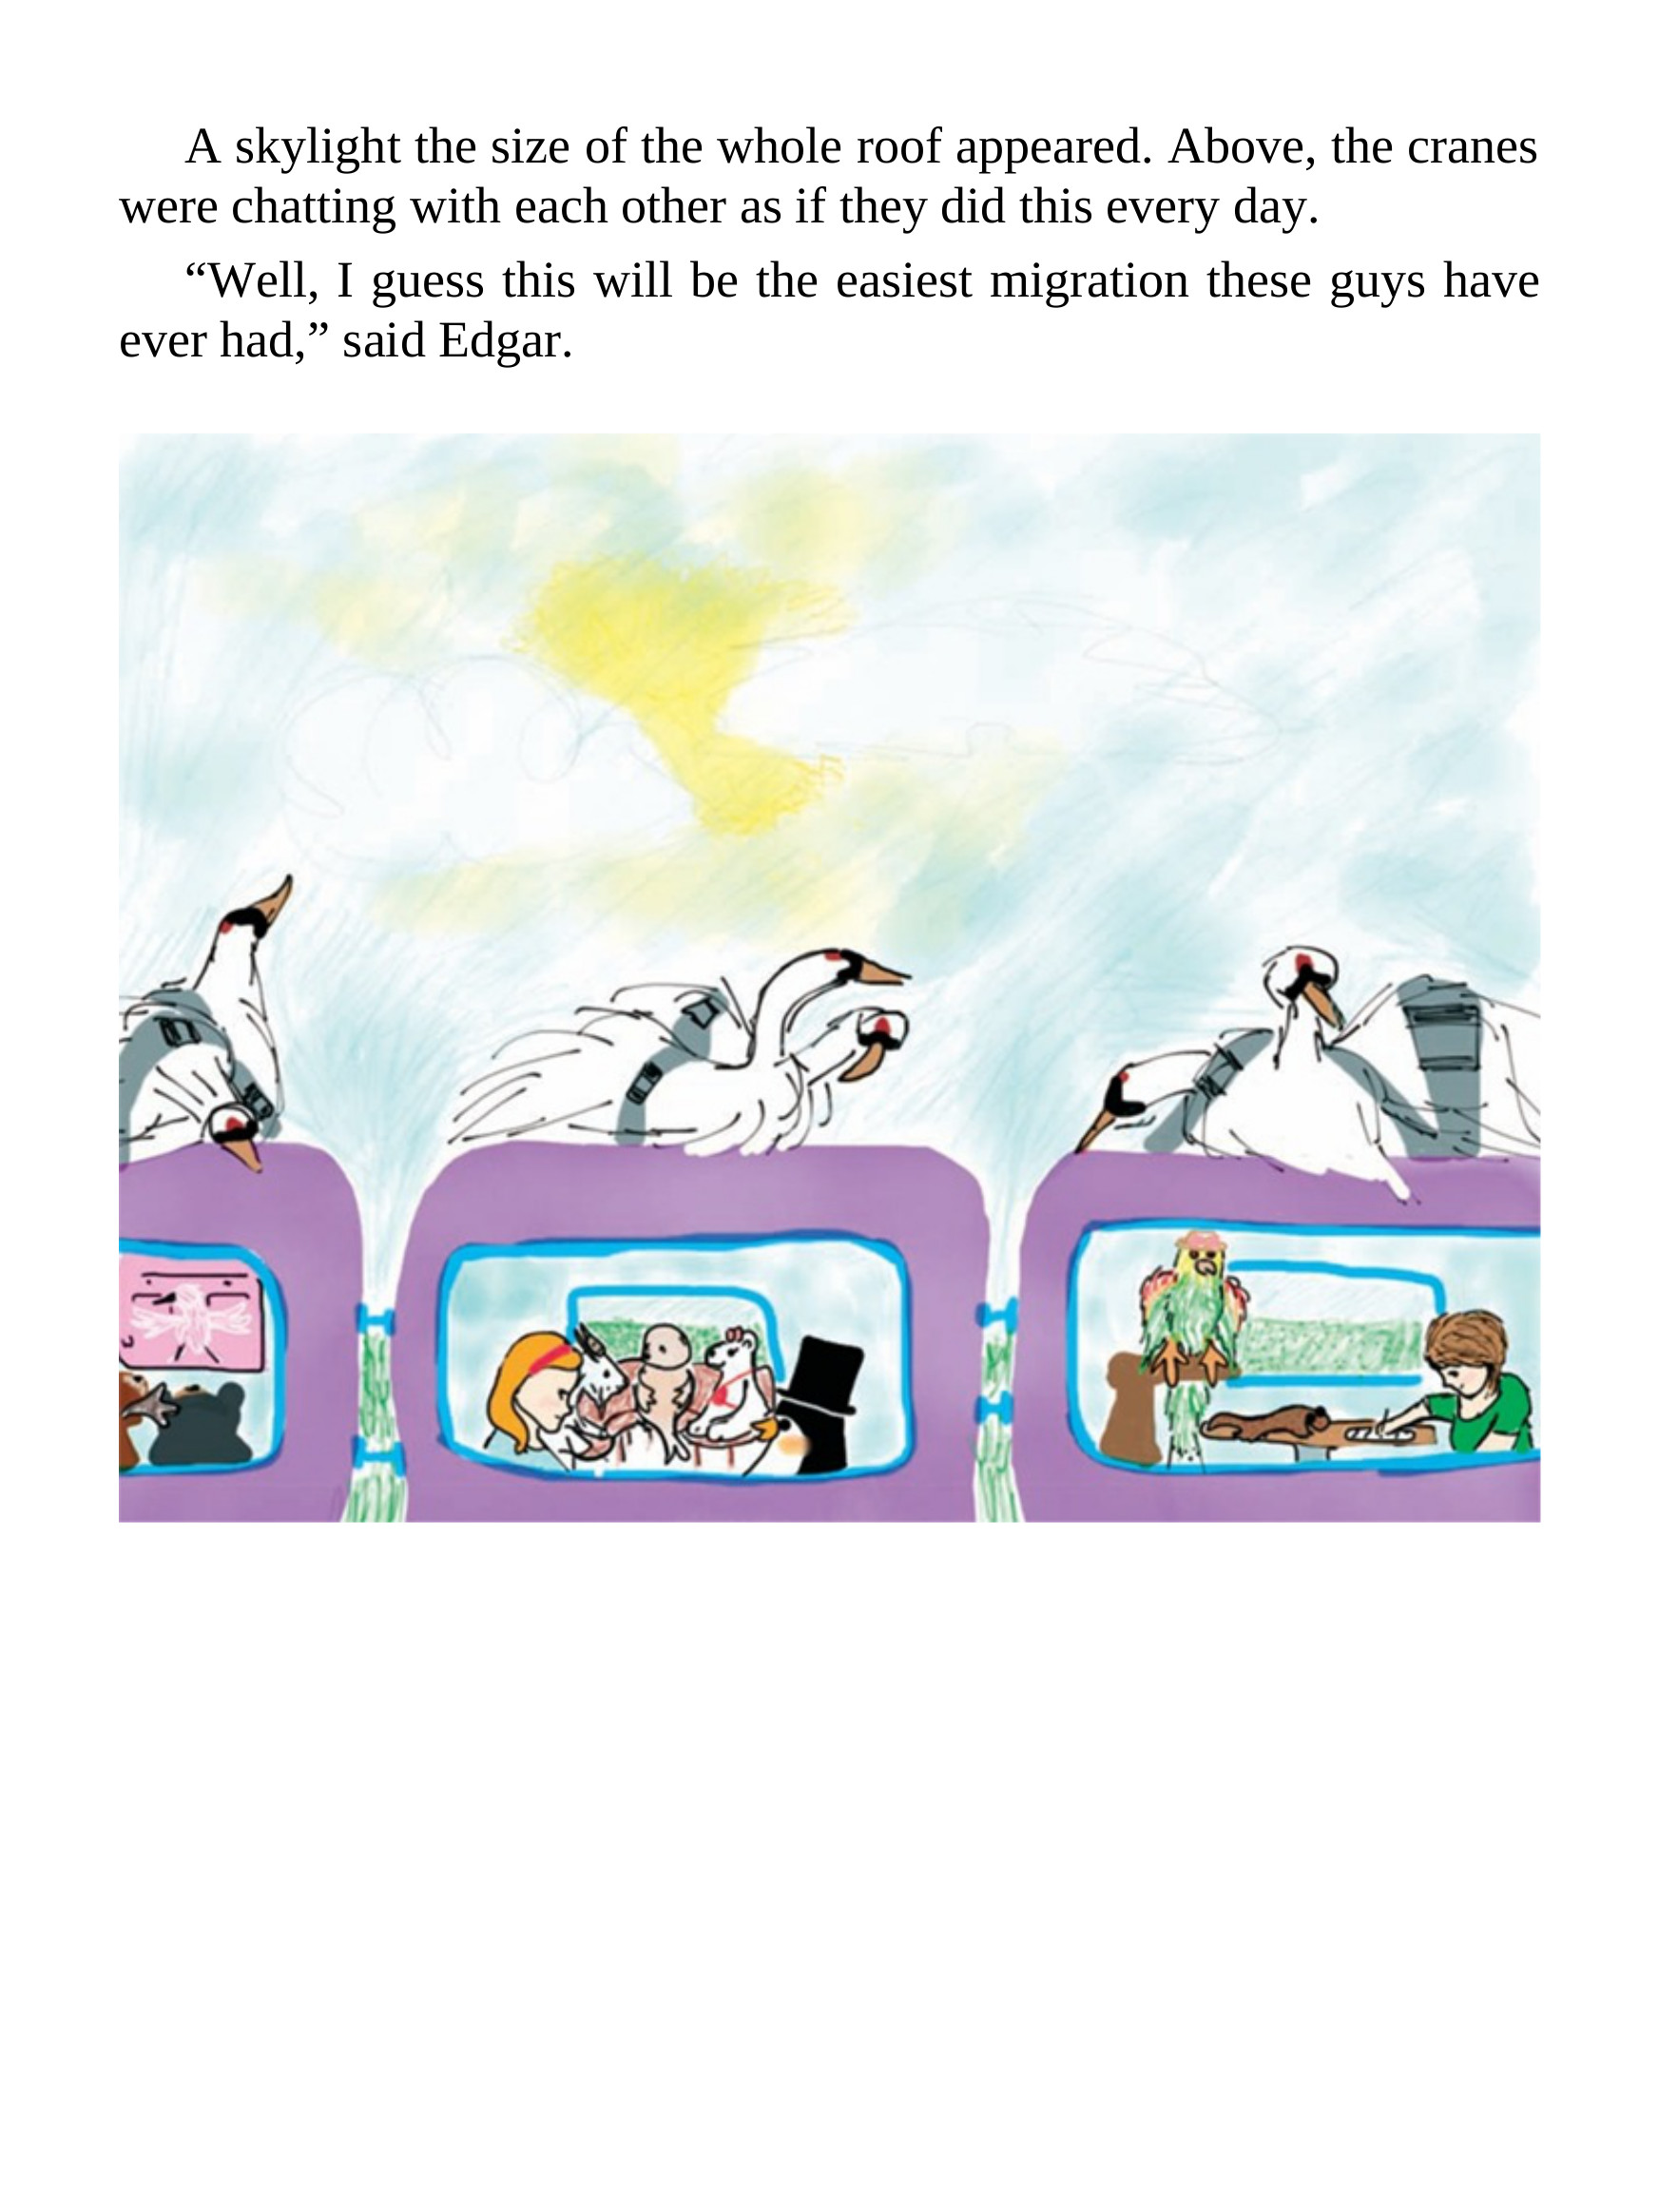 A skylight the size of the whole roof appeared. Above, the cranes
were chatting with each other as if they did this every day.
“Well, I guess this will be the easiest migration these guys have
ever had,” said Edgar.